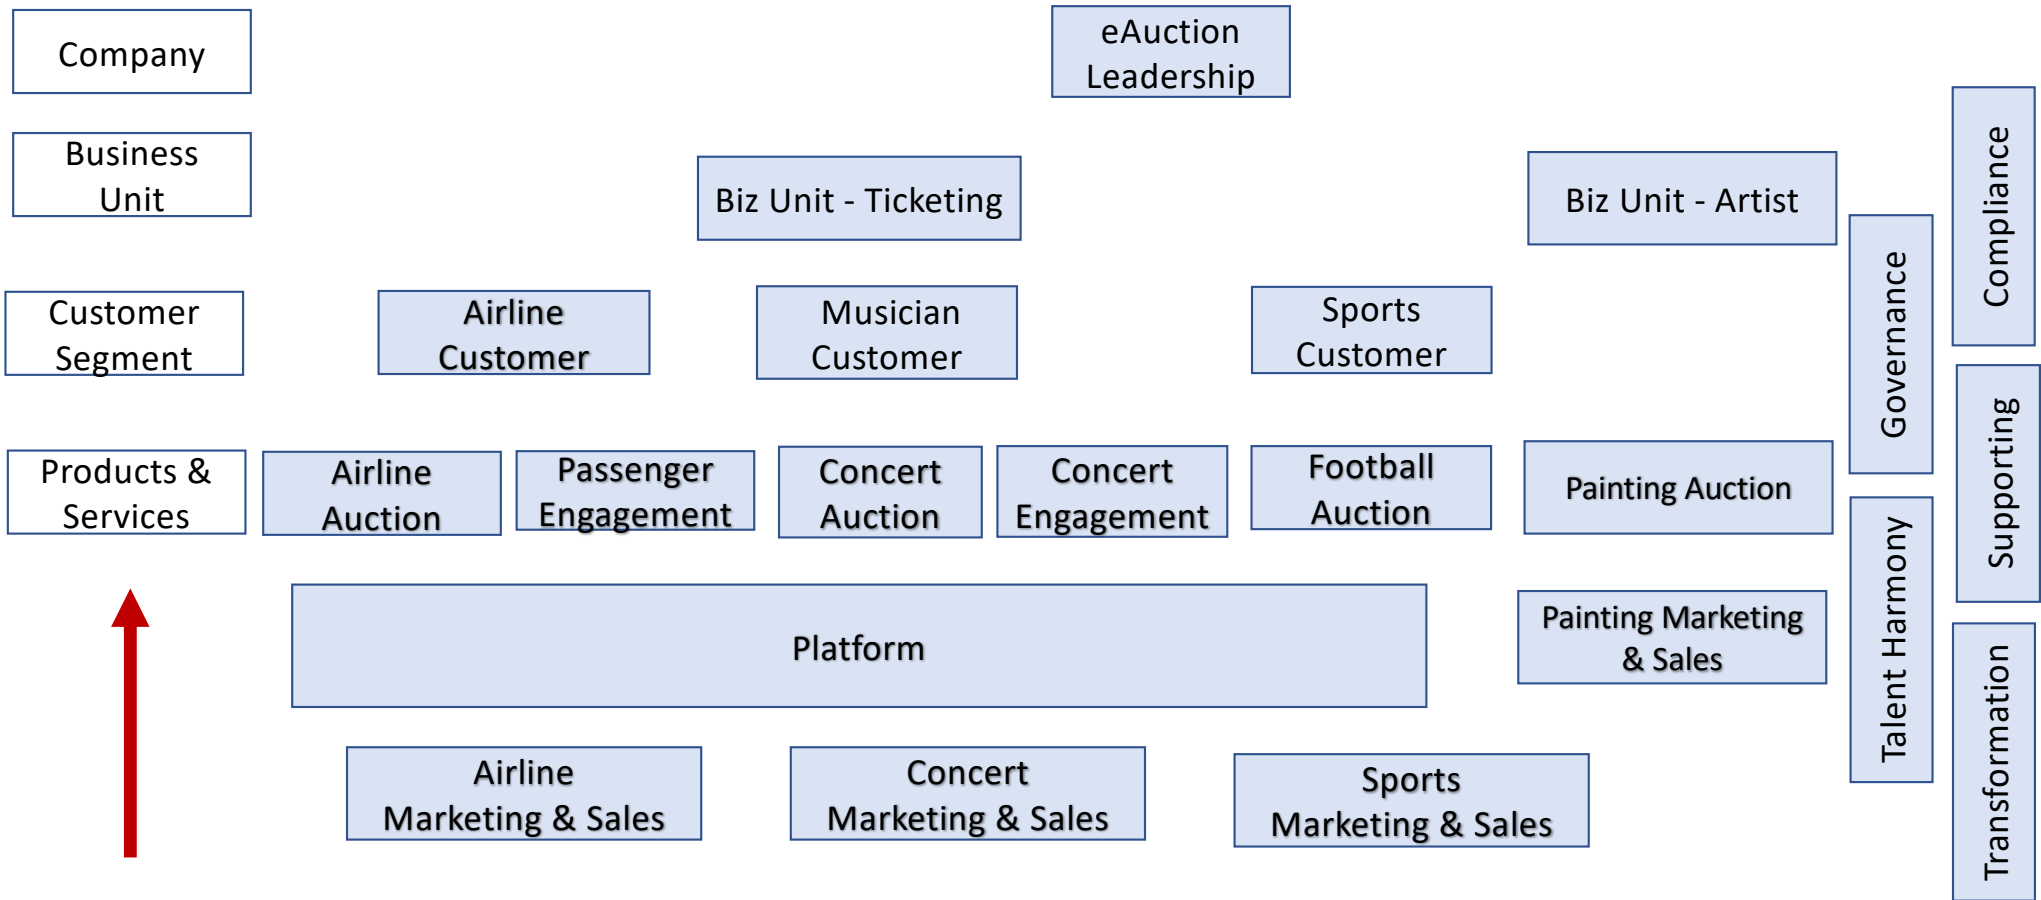 Company
eAuction
Leadership
Business
Unit
Biz Unit - Ticketing
Biz Unit - Artist
Compliance
Governance
Customer
Segment
Airline
Customer
Musician
Customer
Sports
Customer
Supporting
Products &
Services
Airline
Auction
Passenger
Engagement
Concert
Auction
Concert
Engagement
Football
Auction
Painting Auction
Talent Harmony
Platform
Painting Marketing
& Sales
Transformation
Airline
Marketing & Sales
Concert
Marketing & Sales
Sports
Marketing & Sales